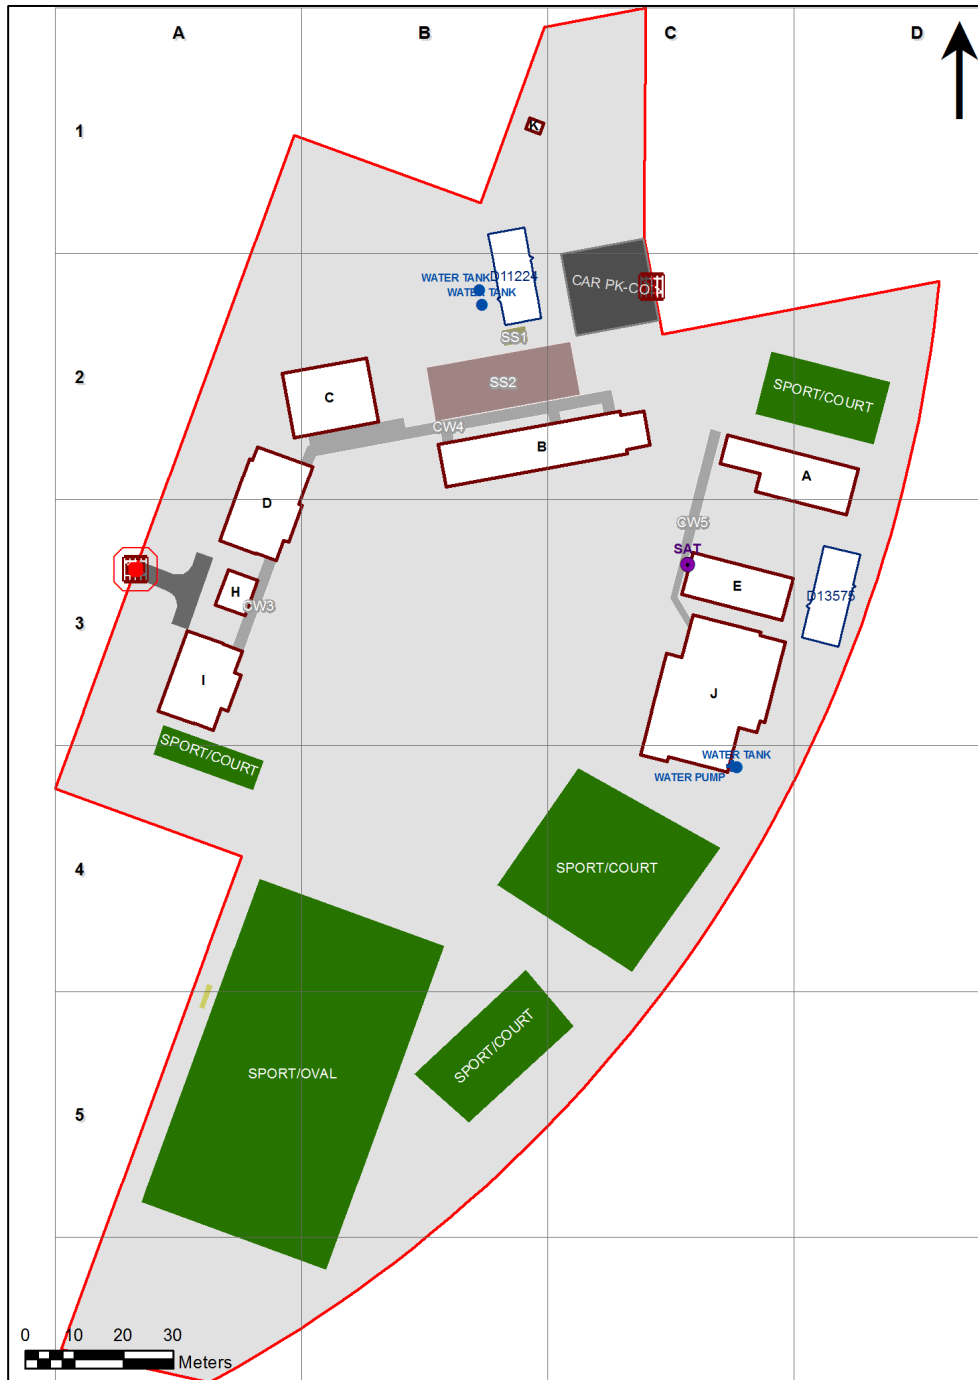 A
B
C
D
1
K
WATER TANK
D11224
WATER TANK
CAR PK-CO
SS1
2
SS2
SPORT/COURT
C
CW4
B
A
D
CW5
SAT
H
CW3
E
D13575
3
I
J
SPORT/COURT
WATER TANK
WATER PUMP
4
SPORT/COURT
SPORT/COURT
SPORT/OVAL
5
0 10 20 30
Meters